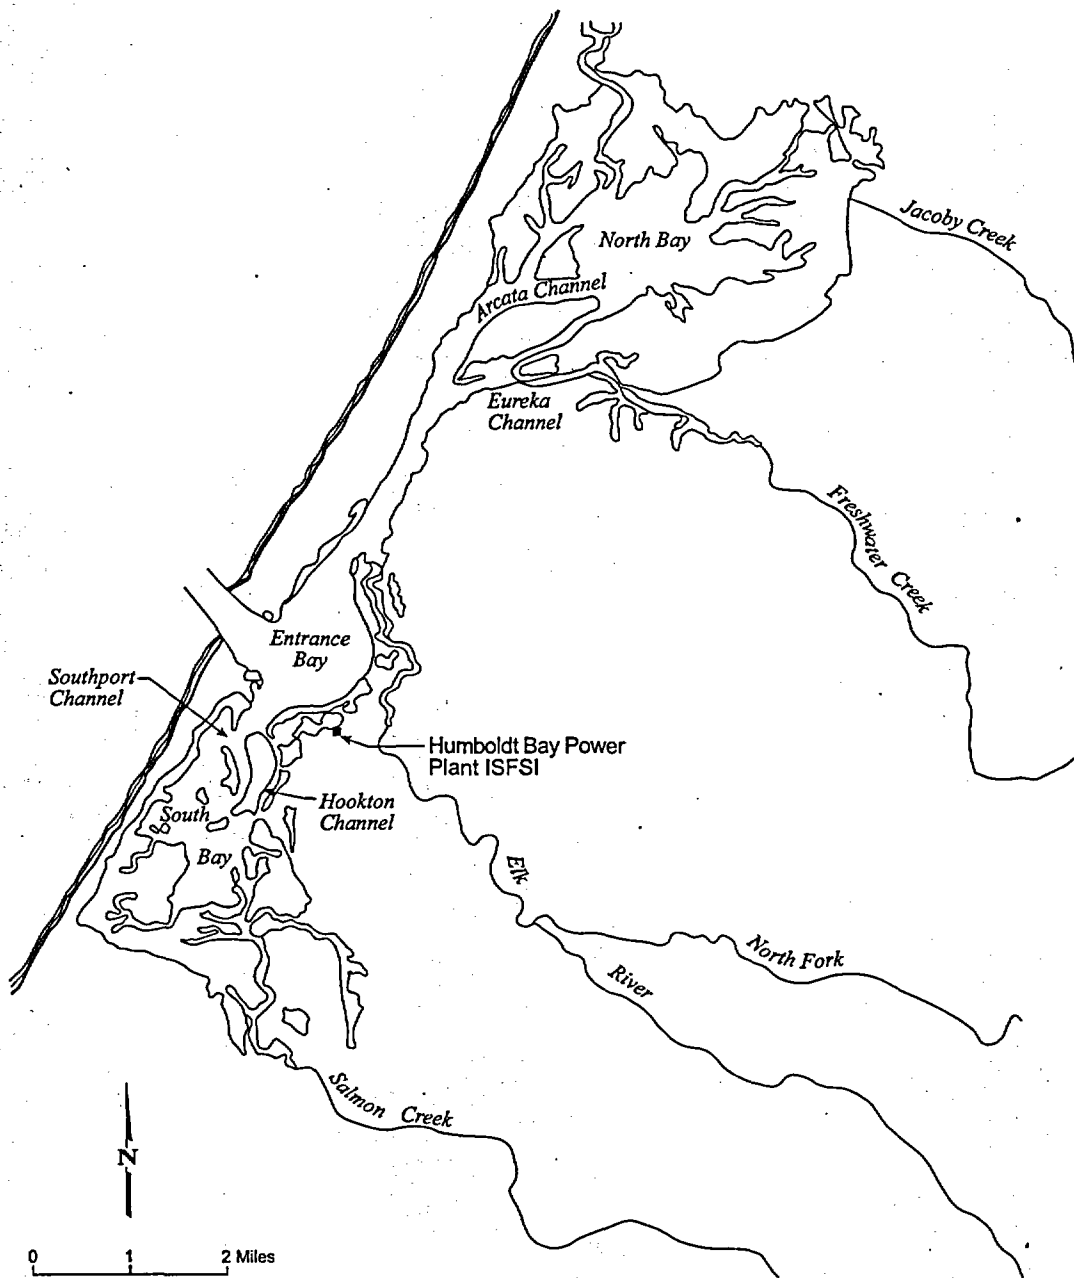 Jacoby Creek
North Bay
Arcata Channel
Eureka
Channel
Freshwater Creek
Entrance
Bay
Southport
Channel
Humboldt Bay Power
Plant ISFSI
Hookton
Channel
South
Bay
Elk
River
North Fork
Salmon Creek
N
0 1 2 Miles